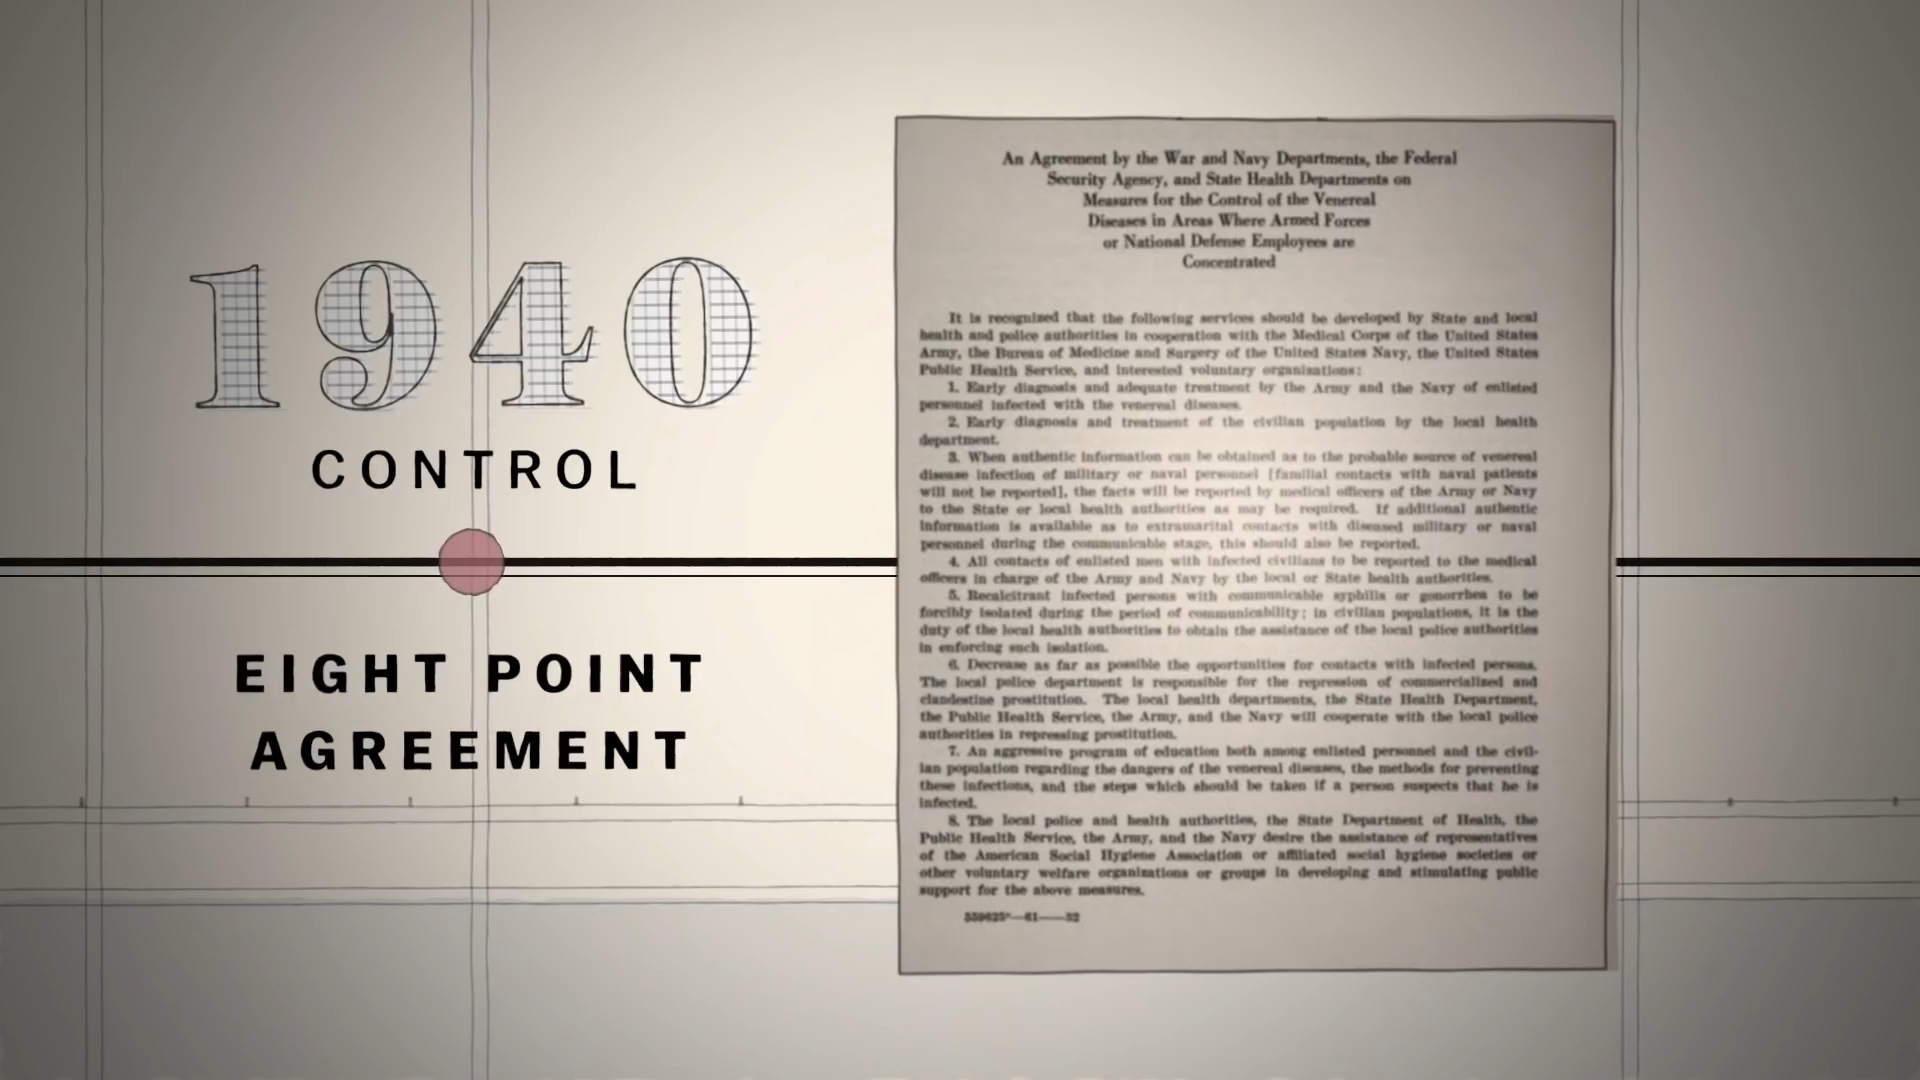 1940
CONTROL
EIGHT POINT
AGREEMENT
An Agreement by the War and Navy Departments, the Federal
Security Agency, and State Health Departments on
Measures for the Control of the Venereal
Diseases in Areas Where Armed Forces
or National Defense Employees are
Concentrated
It is recognized that the following services should be developed by State and local
health and police authorities in cooperation with the Medical Corps of the United States
Army, the Bureau of Medicine and Surgery of the United States Navy, the United States
Public Health Service, and interested voluntary organizations:
1. Early diagnosis and adequate treatment by the Army and the Navy of enlisted
personnel infected with the venereal diseases.
2. Early diagnosis and treatment of the civilian population by the local health
department.
3. When authentic information can be obtained as to the probable source of venereal
disease infection of military or naval personnel [familial contacts with naval patients
will not be reported], the facts will be reported by medical officers of the Army or Navy
to the State or local health authorities as may be required. If additional authentic
information is available as to extramarital contacts with diseased military or naval
personnel during the communicable stage, this should also be reported.
4. All contacts of enlisted men with infected civilians to be reported to the medical
officers in charge of the Army and Navy by the local or State health authorities.
5. Recalcitrant infected persons with communicable syphilis or gonorrhea to be
forcibly isolated during the period of communicability; in civilian populations, it is the
duty of the local health authorities to obtain the assistance of the local police authorities
in enforcing such isolation.
6. Decrease as far as possible the opportunities for contacts with infected persons.
The local police department is responsible for the repression of commercialized and
clandestine prostitution. The local health departments, the State Health Department,
the Public Health Service, the Army, and the Navy will cooperate with the local police
authorities in repressing prostitution.
7. An aggressive program of education both among enlisted personnel and the civil-
ian population regarding the dangers of the venereal diseases, the methods for preventing
these infections, and the steps which should be taken if a person suspects that he is
infected.
8. The local police and health authorities, the State Department of Health, the
Public Health Service, the Army, and the Navy desire the assistance of representatives
of the American Social Hygiene Association or affiliated social hygiene societies or
other voluntary welfare organizations or groups in developing and stimulating public
support for the above measures.